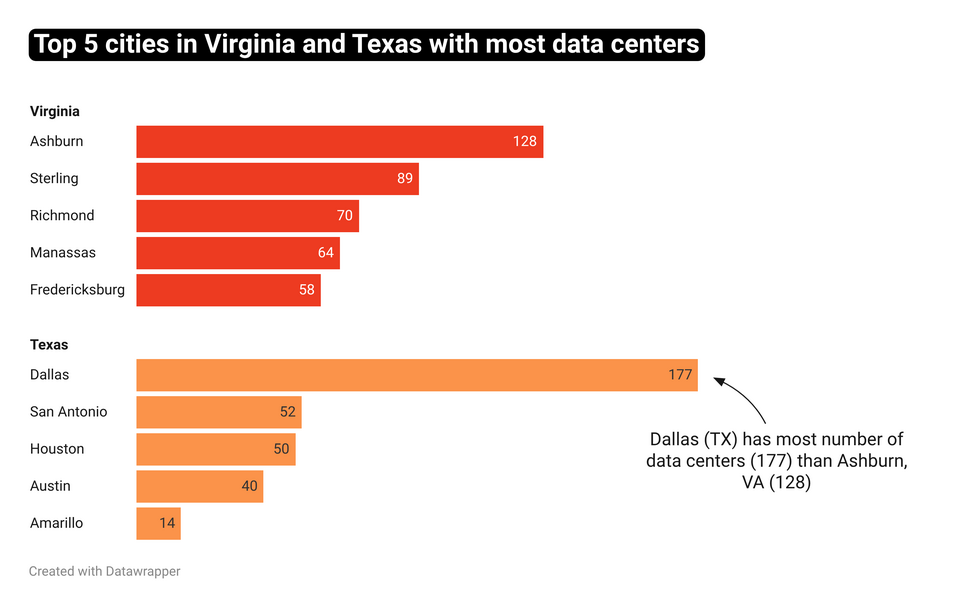 Top 5 cities in Virginia and Texas with most data centers
Virginia
Ashburn 128
Sterling 89
Richmond 70
Manassas 64
Fredericksburg 58
Texas
Dallas 177
San Antonio 52
Houston 50
Austin 40
Amarillo 14
Dallas (TX) has most number of
data centers (177) than Ashburn,
VA (128)
Created with Datawrapper